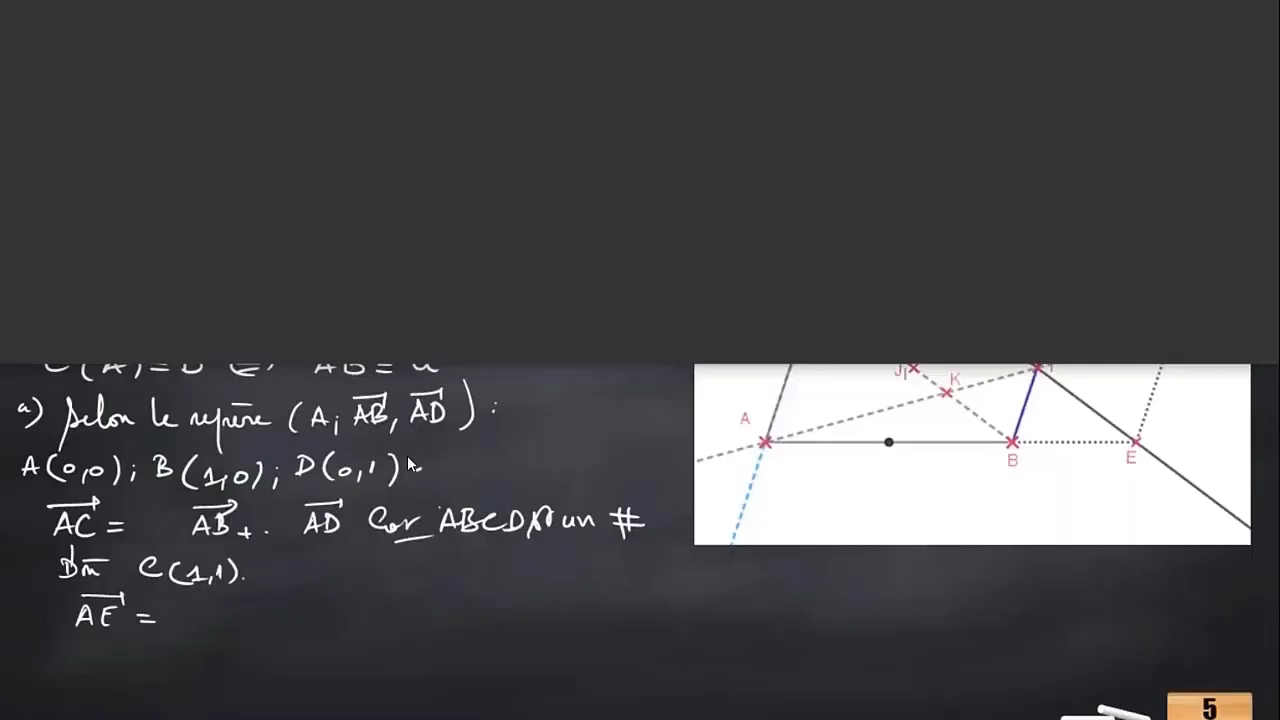 a) Selon le repère (A; AB, AD) :
A(0,0); B(1,0); D(0,1).
AC = AB + AD Car ABCD est un #
Dm C(1,1).
AE =
J
K
A
B
E
5